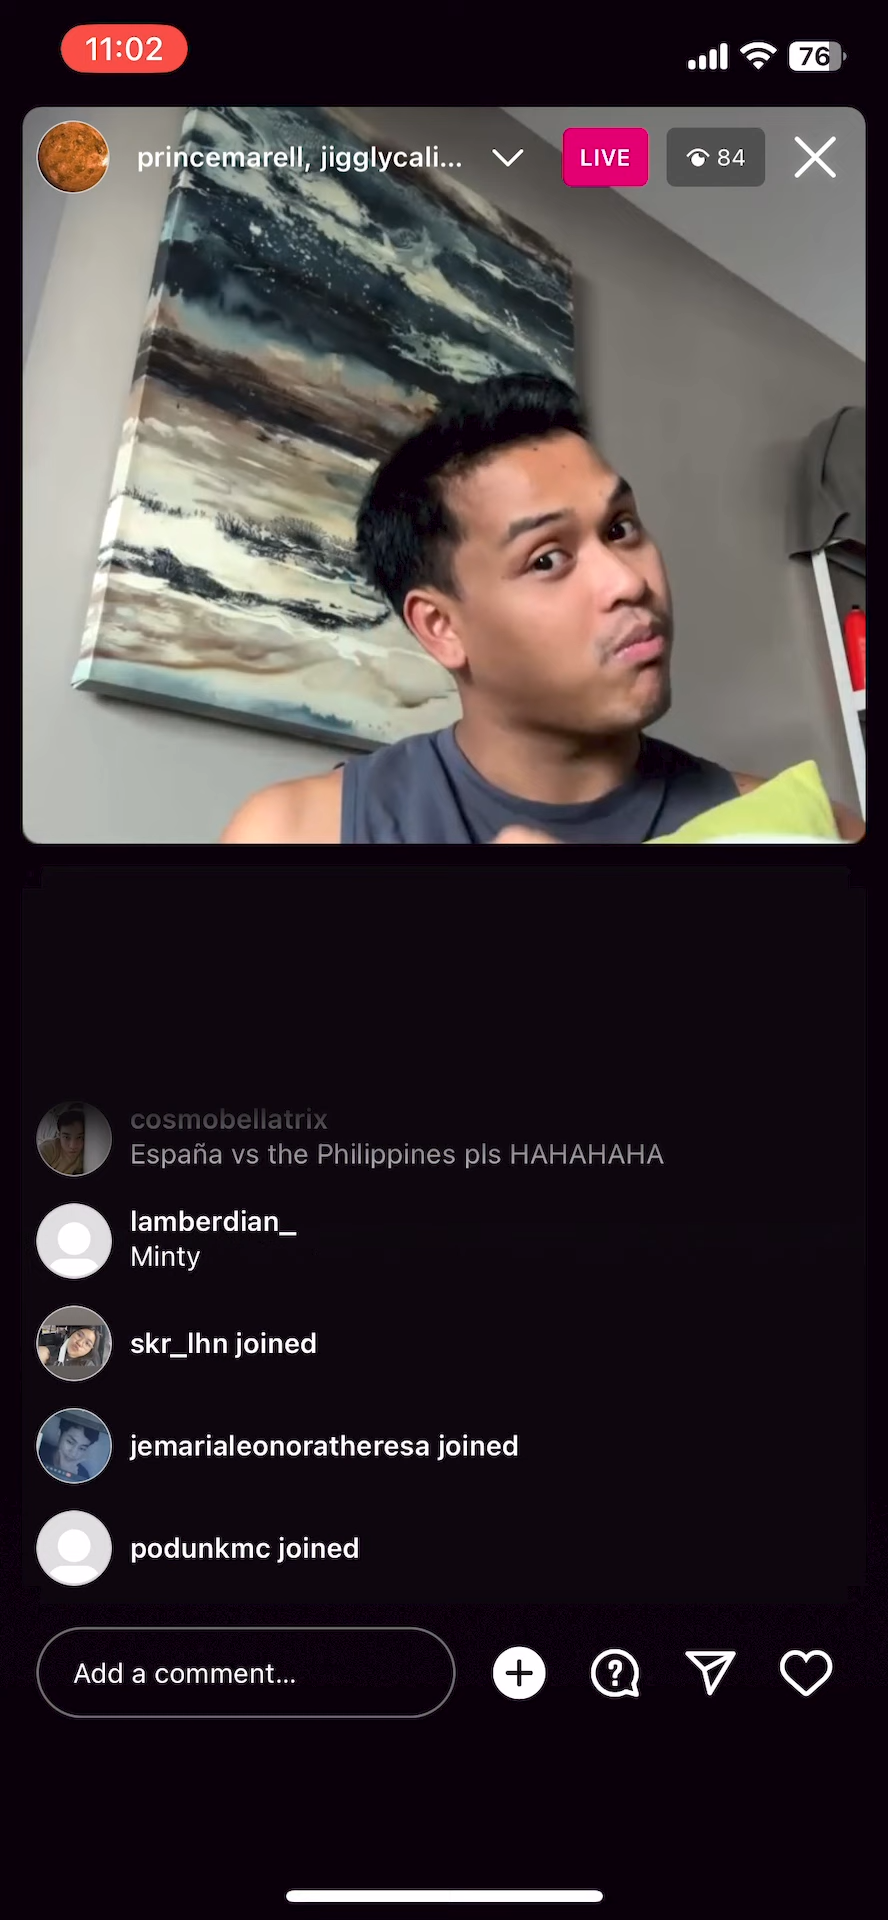 11:02
76
princemarell, jigglycali...
LIVE
84
cosmobellatrix
España vs the Philippines pls HAHAHAHA
lamberdian_
Minty
skr_lhn joined
jemarialeonoratheresa joined
podunkmc joined
Add a comment...